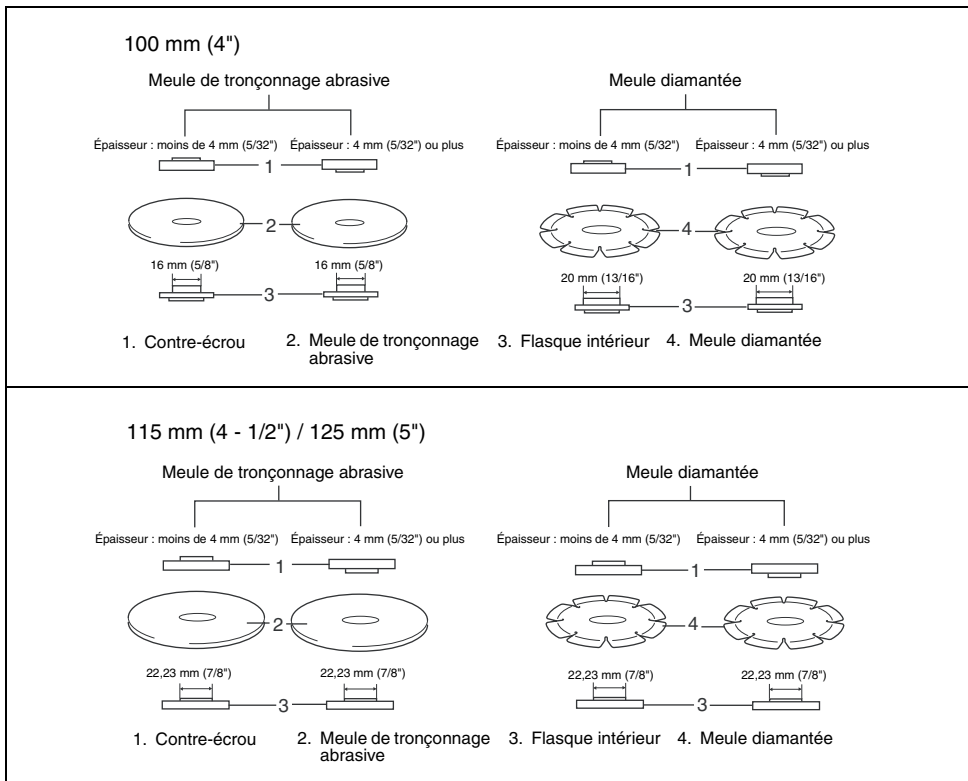 100 mm (4")
Meule de tronçonnage abrasive
Meule diamantée
Épaisseur : moins de 4 mm (5/32") Épaisseur : 4 mm (5/32") ou plus
Épaisseur : moins de 4 mm (5/32") Épaisseur : 4 mm (5/32") ou plus
1
1
2
4
16 mm (5/8") 16 mm (5/8")
20 mm (13/16") 20 mm (13/16")
3
3
1. Contre-écrou 2. Meule de tronçonnage 3. Flasque intérieur 4. Meule diamantée
abrasive
115 mm (4 - 1/2") / 125 mm (5")
Meule de tronçonnage abrasive
Meule diamantée
Épaisseur : moins de 4 mm (5/32") Épaisseur : 4 mm (5/32") ou plus
Épaisseur : moins de 4 mm (5/32") Épaisseur : 4 mm (5/32") ou plus
1
1
2
4
22,23 mm (7/8") 22,23 mm (7/8")
22,23 mm (7/8") 22,23 mm (7/8")
3
3
1. Contre-écrou 2. Meule de tronçonnage 3. Flasque intérieur 4. Meule diamantée
abrasive